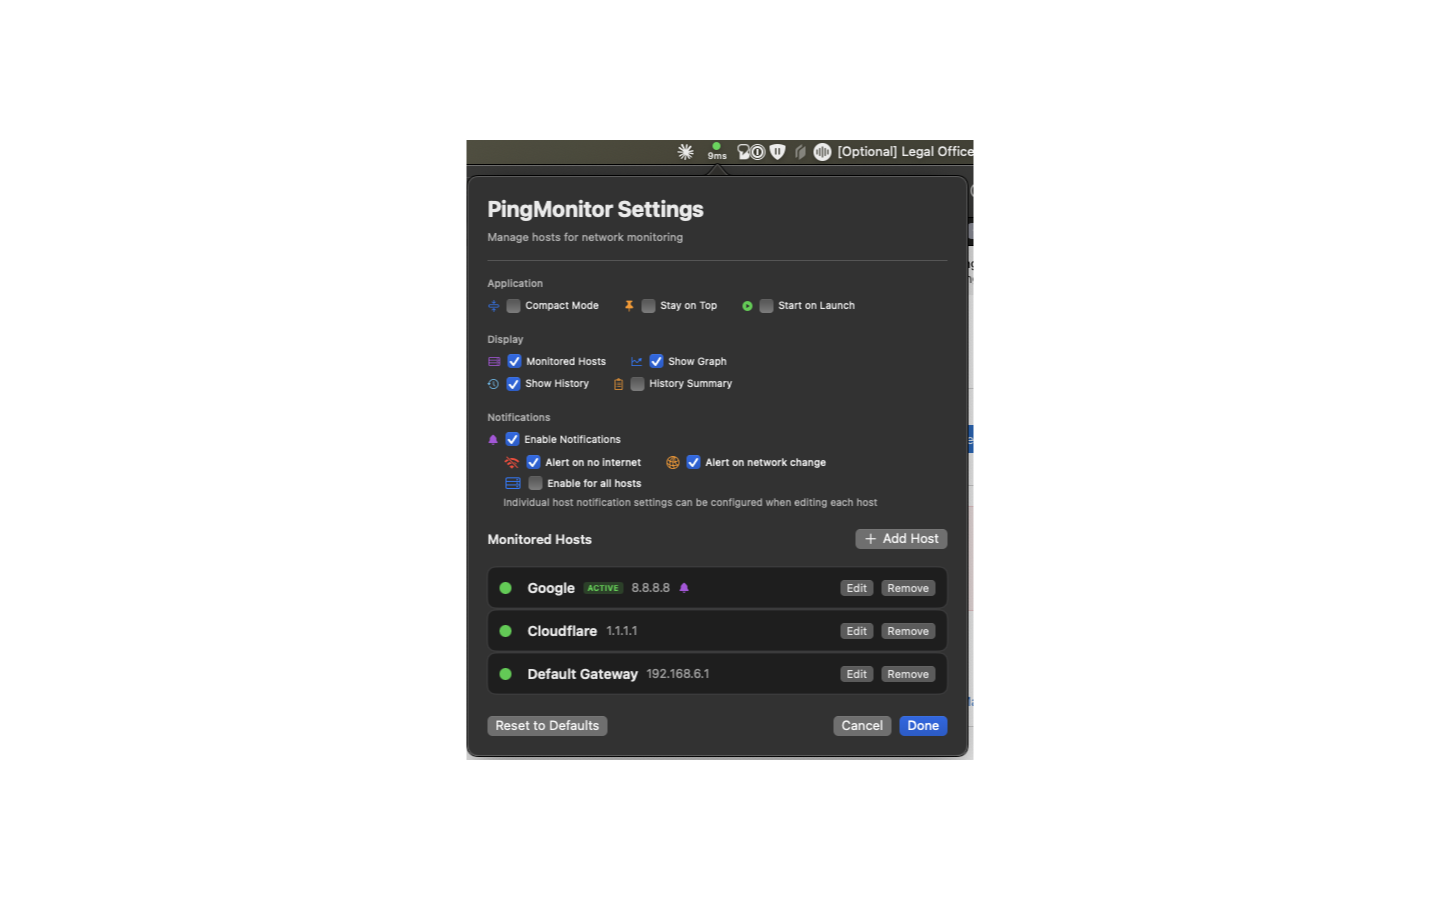 9ms [Optional] Legal Office
PingMonitor Settings
Manage hosts for network monitoring
Application
Compact Mode Stay on Top Start on Launch
Display
Monitored Hosts Show Graph
Show History History Summary
Notifications
Enable Notifications
Alert on no internet Alert on network change
Enable for all hosts
Individual host notification settings can be configured when editing each host
Monitored Hosts + Add Host
Google ACTIVE 8.8.8.8 Edit Remove
Cloudflare 1.1.1.1 Edit Remove
Default Gateway 192.168.6.1 Edit Remove
Reset to Defaults Cancel Done